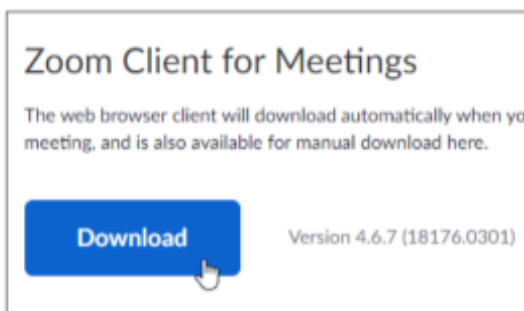 Zoom Client for Meetings
The web browser client will download automatically when yo
meeting, and is also available for manual download here.
Download
Version 4.6.7 (18176.0301)